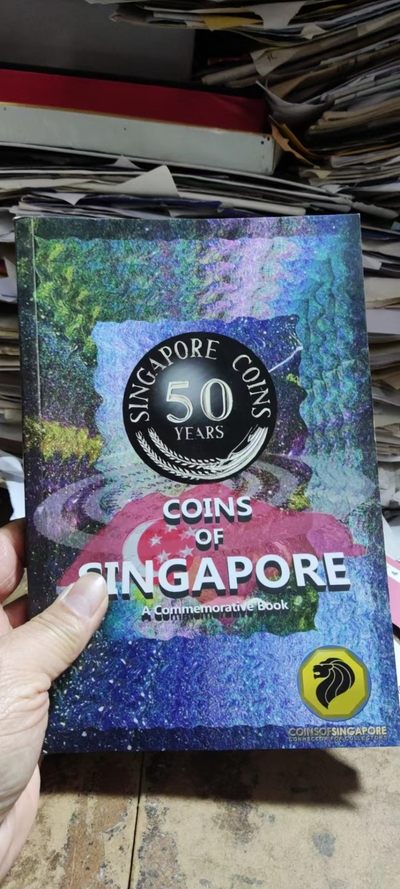 SINGAPORE COINS
50
YEARS
COINS
OF
SINGAPORE
A Commemorative Book
COINSOFSINGAPORE